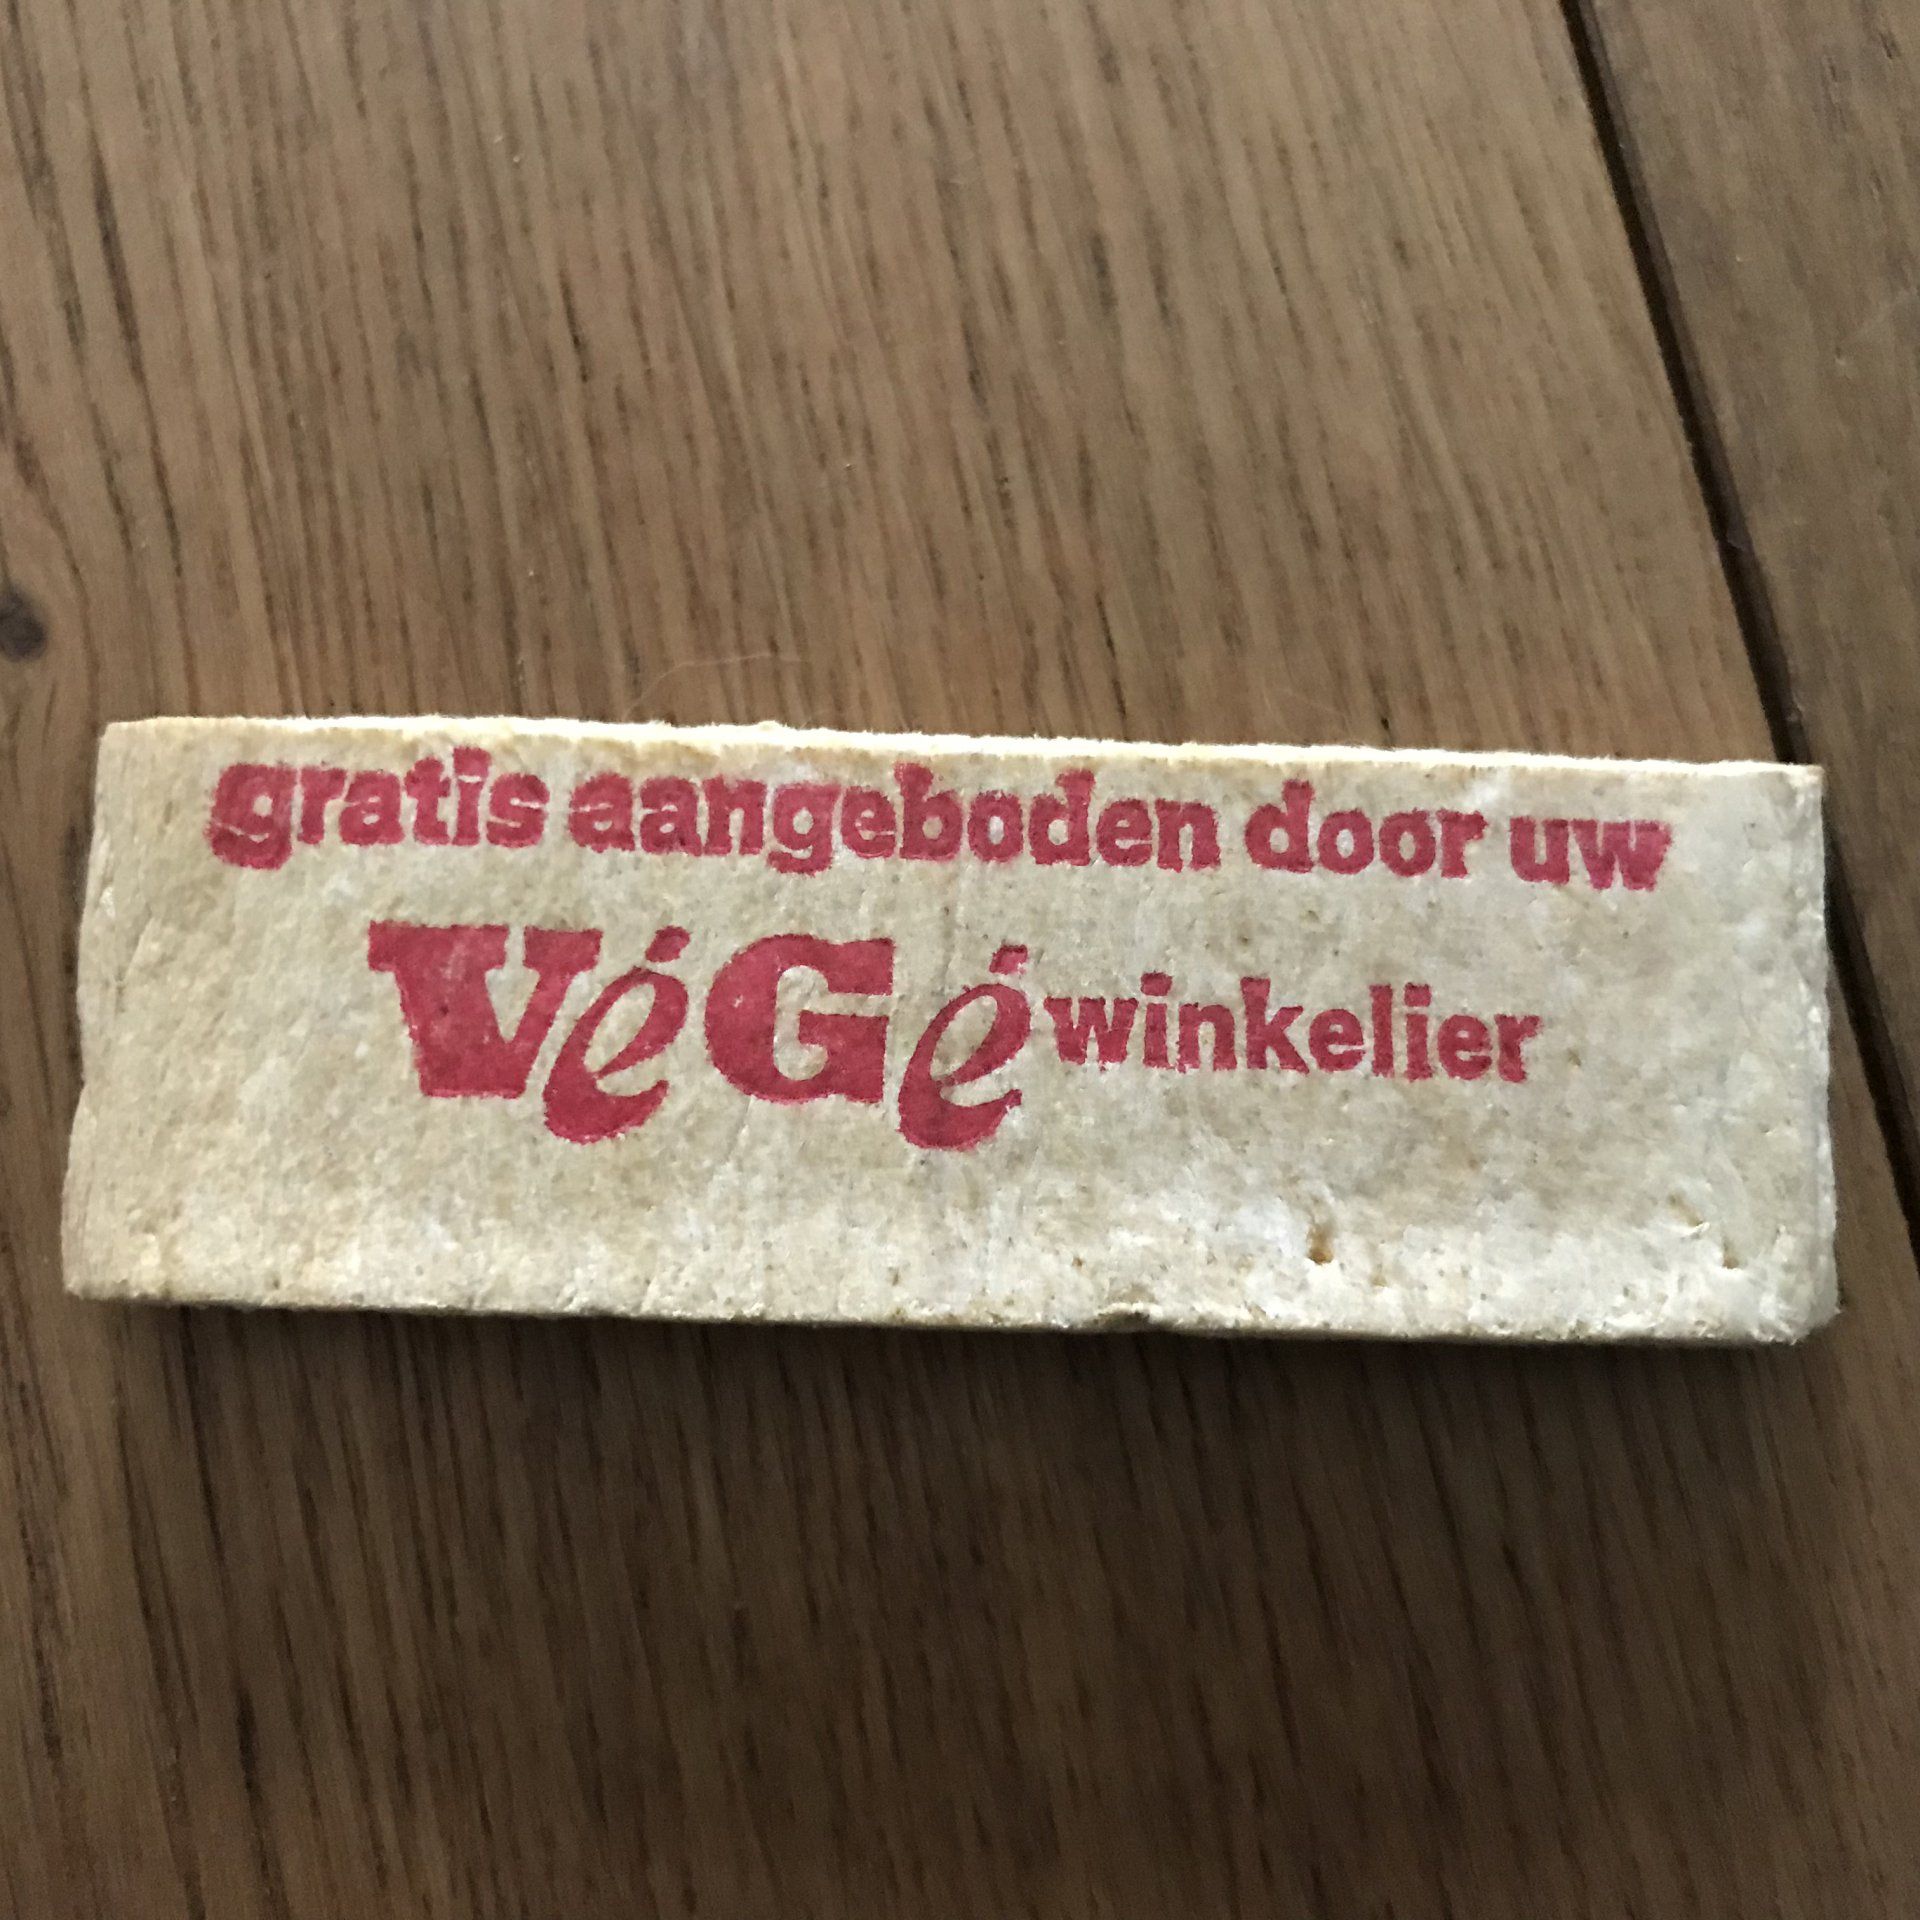 gratis aangeboden door uw
VéGé winkelier